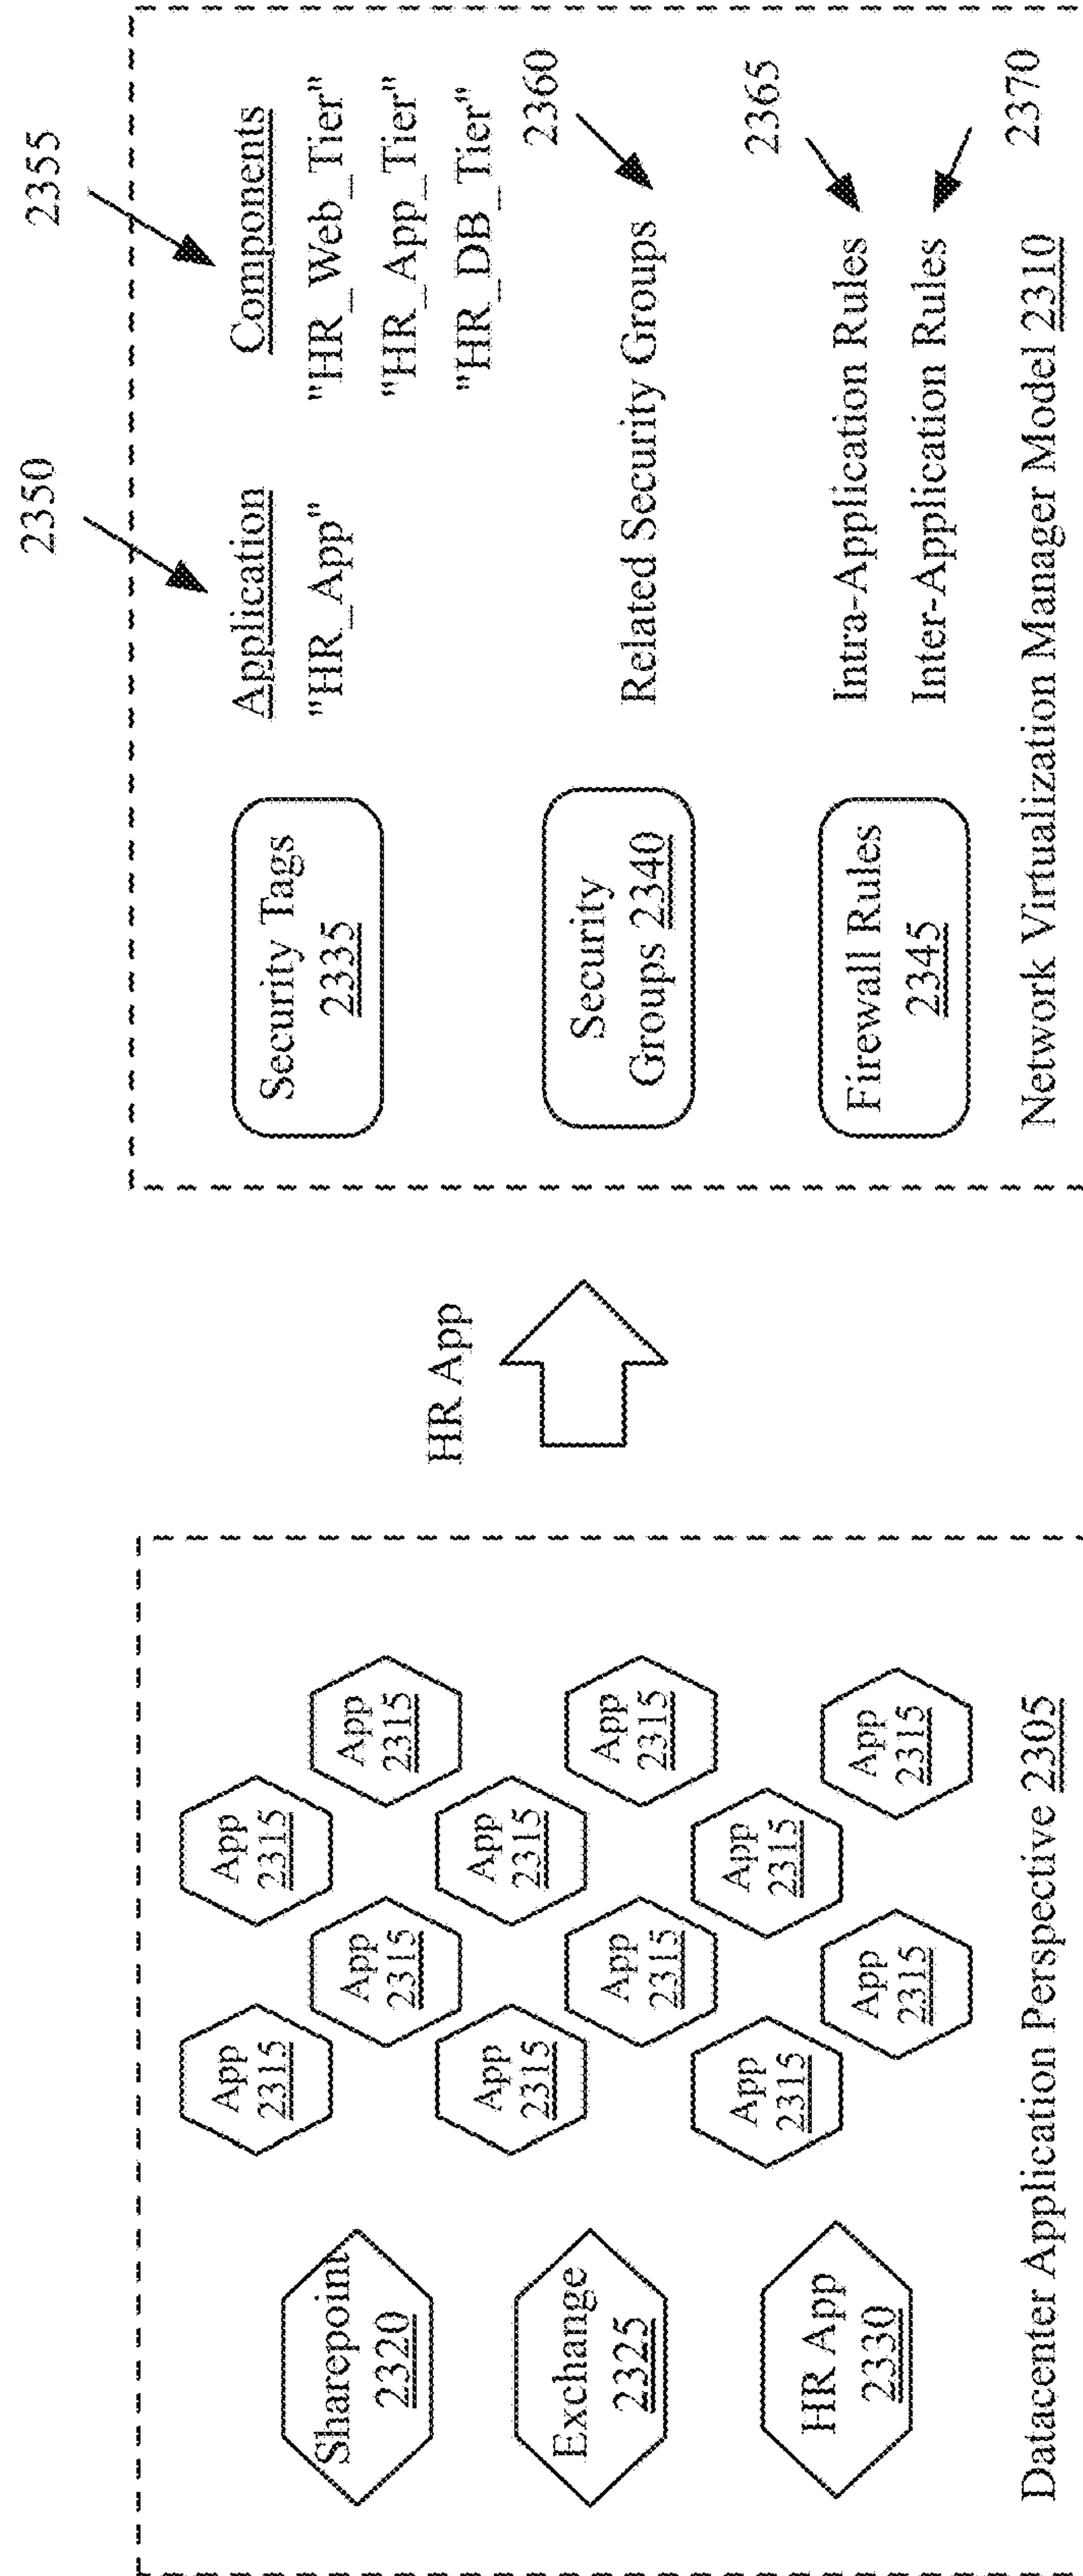 Sharepoint
2320
Exchange
2325
HR App
2330
App
2315
App
2315
App
2315
App
2315
App
2315
App
2315
App
2315
App
2315
App
2315
App
2315
App
2315
App
2315
Datacenter Application Perspective 2305
HR App
2350
2355
Security Tags
2335
Application
"HR_App"
Components
"HR_Web_Tier"
"HR_App_Tier"
"HR_DB_Tier"
2360
Security
Groups 2340
Related Security Groups
2365
Firewall Rules
2345
Intra-Application Rules
Inter-Application Rules
2370
Network Virtualization Manager Model 2310